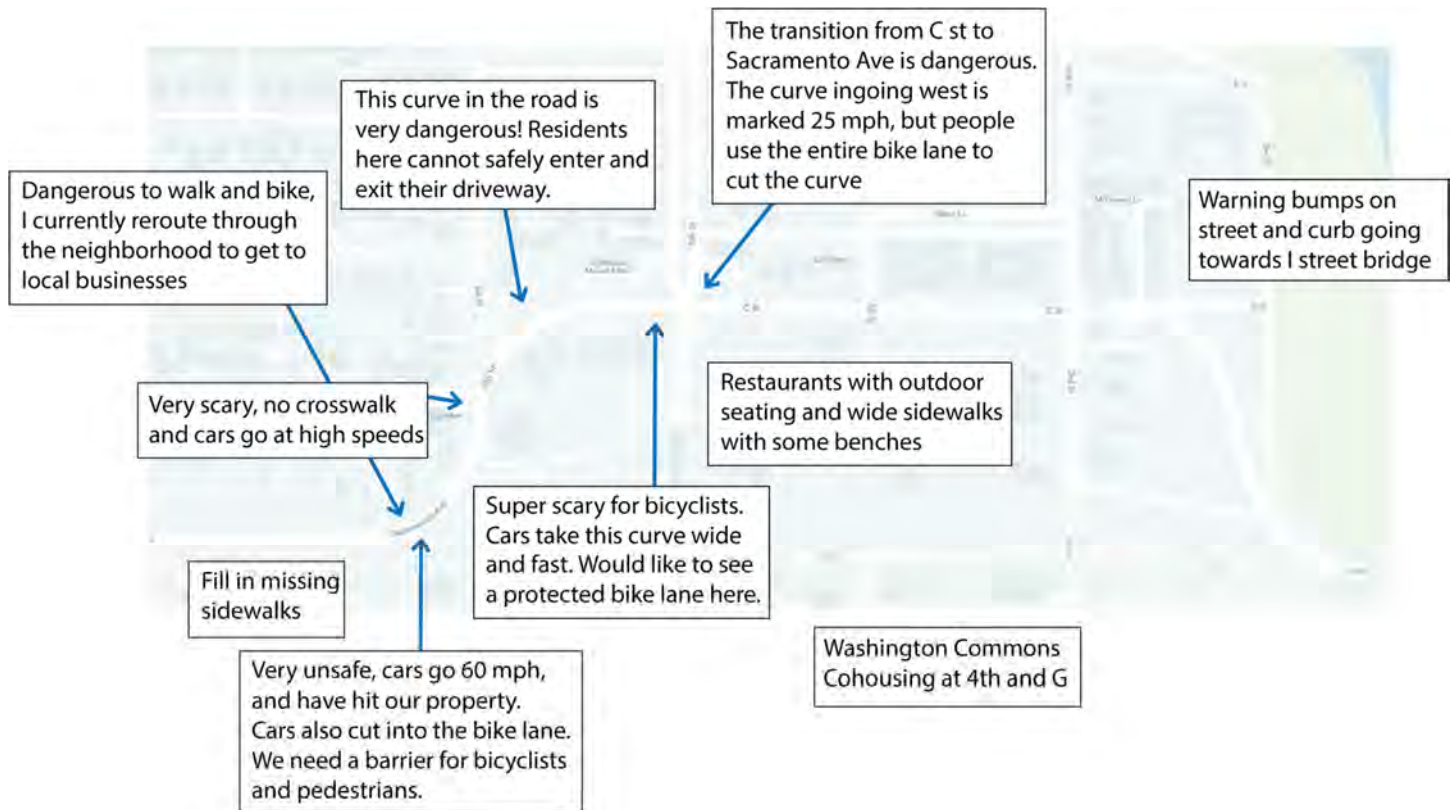 The transition from C st to
Sacramento Ave is dangerous.
The curve ingoing west is
marked 25 mph, but people
use the entire bike lane to
cut the curve
This curve in the road is
very dangerous! Residents
here cannot safely enter and
exit their driveway.
Dangerous to walk and bike,
I currently reroute through
the neighborhood to get to
local businesses
Warning bumps on
street and curb going
towards I street bridge
C St
Very scary, no crosswalk
and cars go at high speeds
Restaurants with outdoor
seating and wide sidewalks
with some benches
Super scary for bicyclists.
Cars take this curve wide
and fast. Would like to see
a protected bike lane here.
Fill in missing
sidewalks
Washington Commons
Cohousing at 4th and G
Very unsafe, cars go 60 mph,
and have hit our property.
Cars also cut into the bike lane.
We need a barrier for bicyclists
and pedestrians.